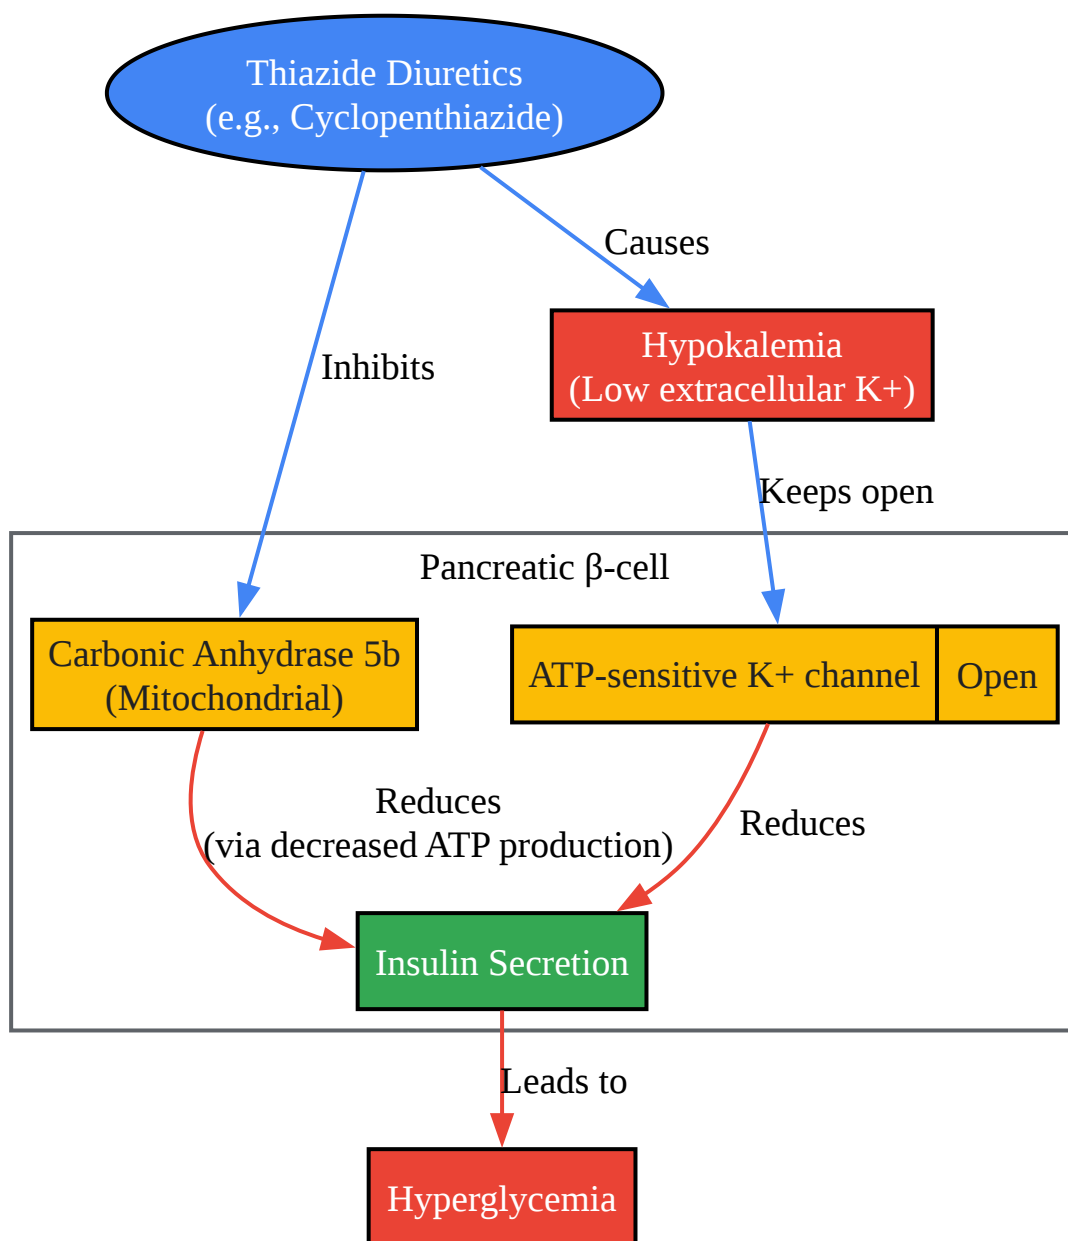 Thiazide Diuretics
(e.g., Cyclopenthiazide)
Causes
Hypokalemia
(Low extracellular K+)
Inhibits
Keeps open
Pancreatic β-cell
Carbonic Anhydrase 5b
(Mitochondrial)
ATP-sensitive K+ channel
Open
Reduces
(via decreased ATP production)
Reduces
Insulin Secretion
Leads to
Hyperglycemia